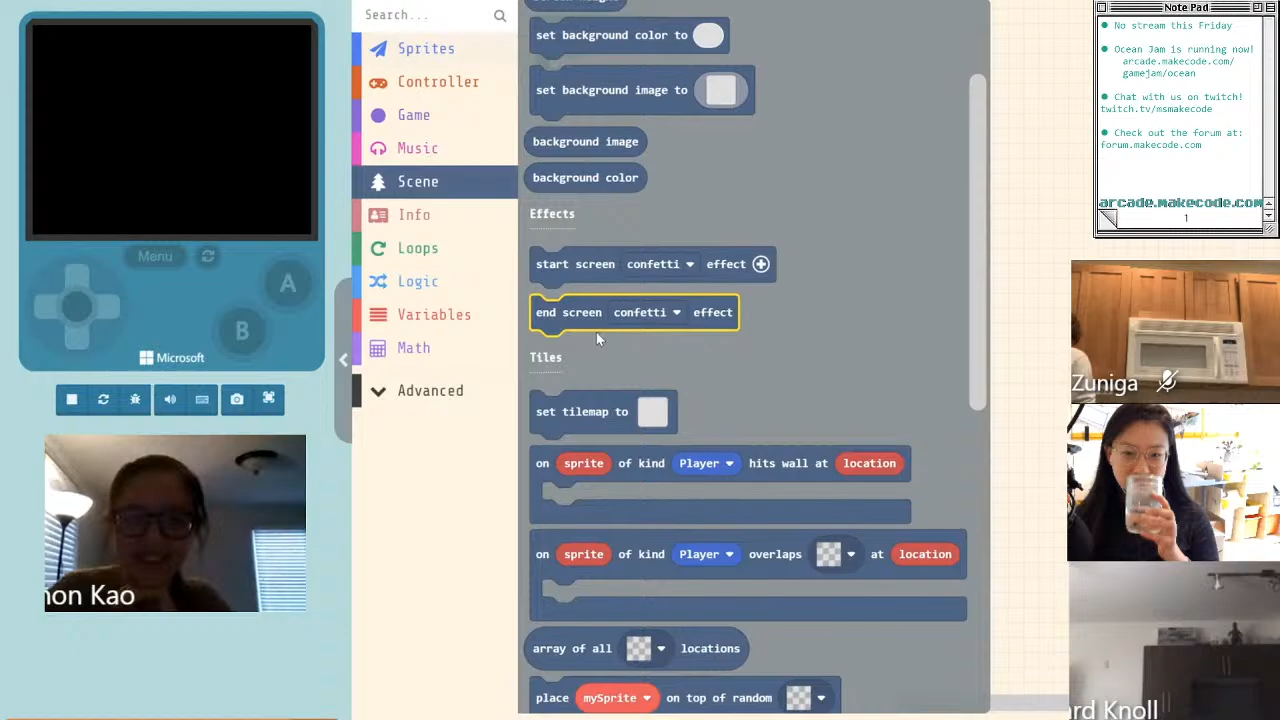 Search...
Sprites
Controller
Game
Music
Scene
Info
Loops
Logic
Variables
Math
Advanced
Menu
A
B
Microsoft
set background color to
set background image to
background image
background color
Effects
start screen confetti effect
end screen confetti effect
Tiles
set tilemap to
on sprite of kind Player hits wall at location
on sprite of kind Player overlaps at location
array of all locations
place mySprite on top of random
Note Pad
No stream this Friday
Ocean Jam is running now!
arcade.makecode.com/
gamejam/ocean
Chat with us on twitch!
twitch.tv/msmakecode
Check out the forum at:
forum.makecode.com
arcade.makecode.com
1
Zuniga
hon Kao
ard Knoll